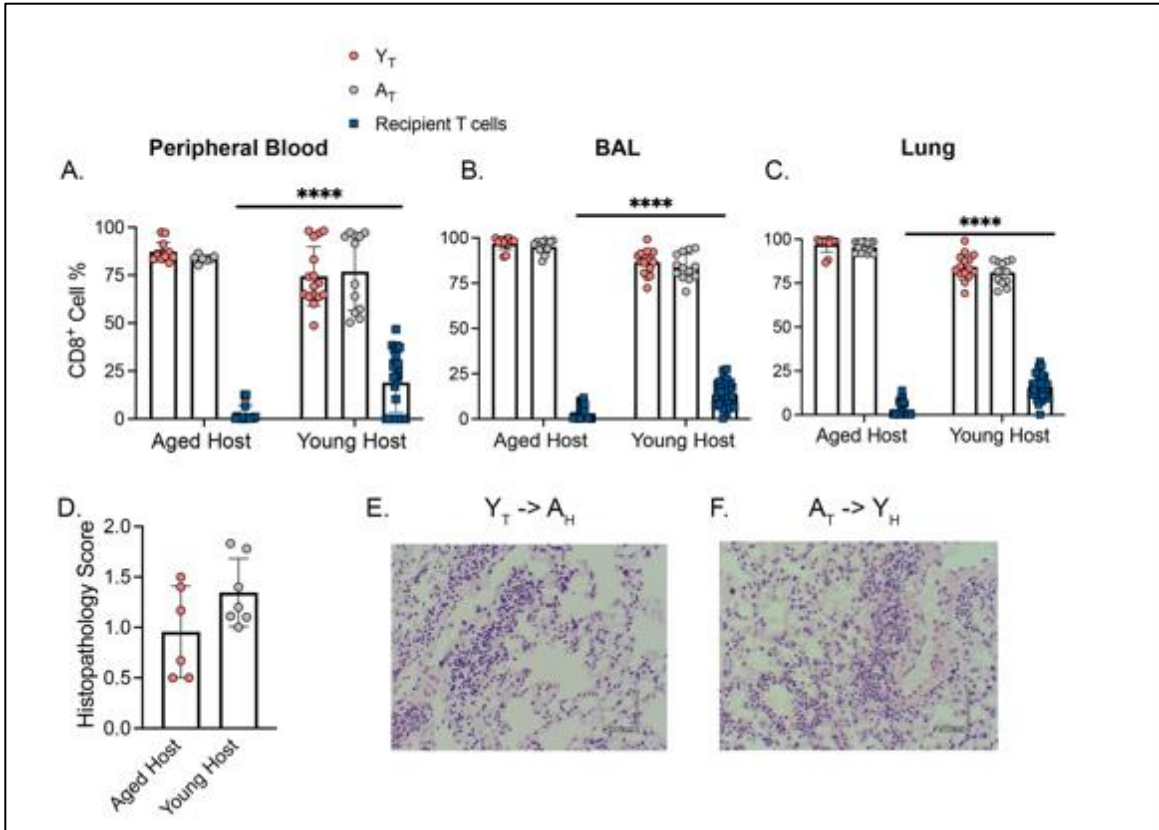 Y_T
A_T
Recipient T cells
Peripheral Blood
BAL
Lung
A.
B.
C.
****
****
****
CD8⁺ Cell %
100
75
50
25
0
Aged Host
Young Host
100
75
50
25
0
Aged Host
Young Host
100
75
50
25
0
Aged Host
Young Host
D.
E.
F.
Y_T -> A_H
A_T -> Y_H
Histopathology Score
2.0
1.5
1.0
0.5
0.0
Aged Host
Young Host